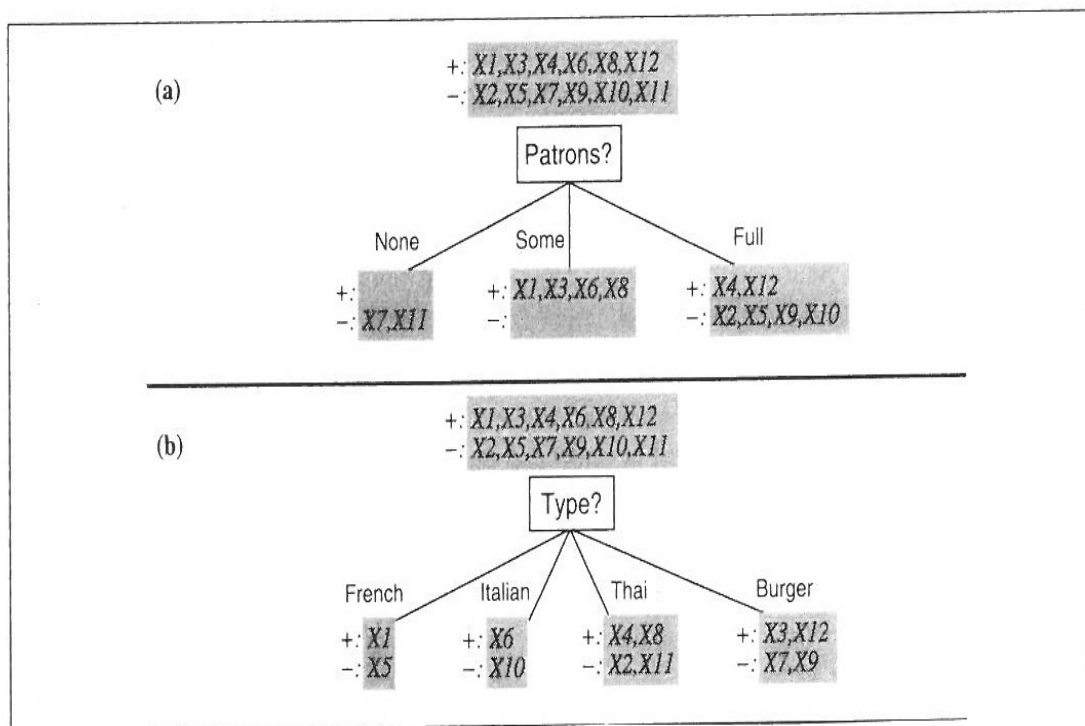 (a)
+: X1,X3,X4,X6,X8,X12
−: X2,X5,X7,X9,X10,X11
Patrons?
None Some Full
+: +: X1,X3,X6,X8 +: X4,X12
−: X7,X11 −: −: X2,X5,X9,X10
(b)
+: X1,X3,X4,X6,X8,X12
−: X2,X5,X7,X9,X10,X11
Type?
French Italian Thai Burger
+: X1 +: X6 +: X4,X8 +: X3,X12
−: X5 −: X10 −: X2,X11 −: X7,X9